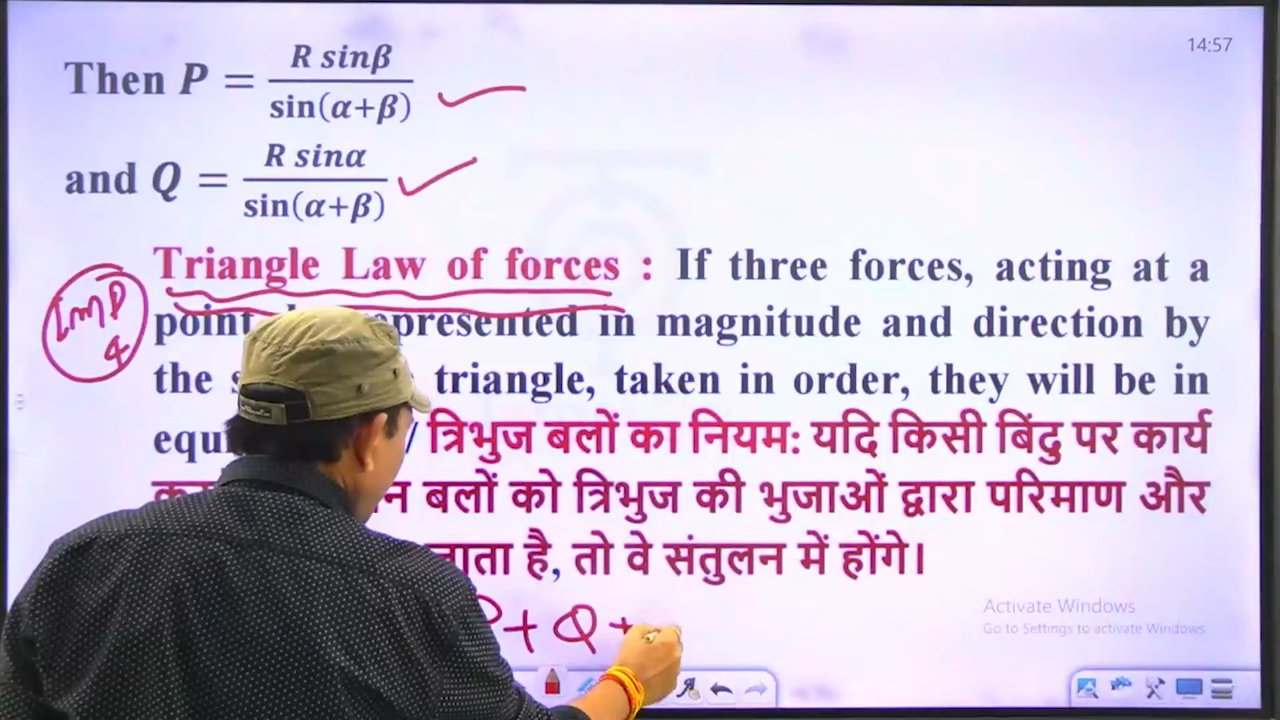 14:57
Then P = R sinβ / sin(α+β)
and Q = R sinα / sin(α+β)
Triangle Law of forces : If three forces, acting at a
point represented in magnitude and direction by
the triangle, taken in order, they will be in
/ त्रिभुज बलों का नियम: यदि किसी बिंदु पर कार्य
बलों को त्रिभुज की भुजाओं द्वारा परिमाण और
है, तो वे संतुलन में होंगे।
IMP
P + Q +
Activate Windows
Go to Settings to activate Windows